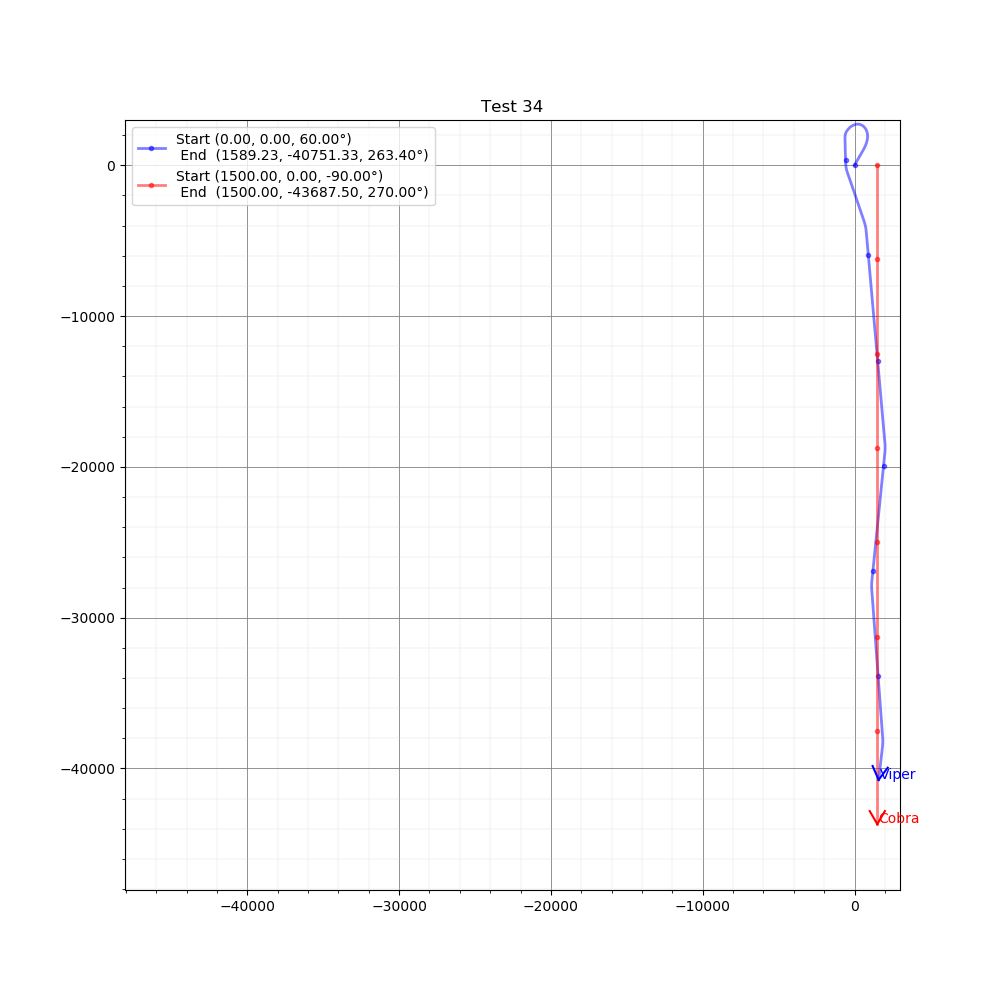 Test 34
Start (0.00, 0.00, 60.00°)
End  (1589.23, -40751.33, 263.40°)
Start (1500.00, 0.00, -90.00°)
End  (1500.00, -43687.50, 270.00°)
0
−10000
−20000
−30000
−40000
Viper
Cobra
−40000
−30000
−20000
−10000
0